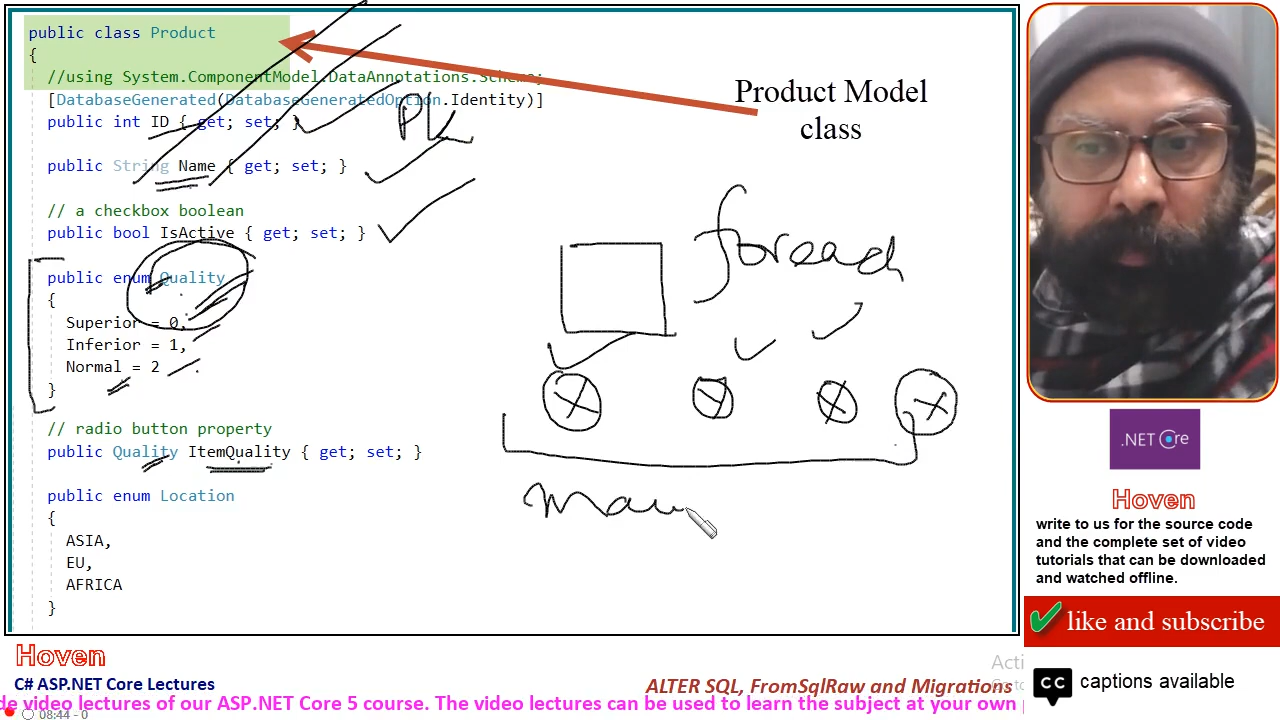 public class Product
{
//using System.ComponentModel.DataAnnotations.Schema;
[DatabaseGenerated(DatabaseGeneratedOption.Identity)]
public int ID { get; set; }
public String Name { get; set; }
// a checkbox boolean
public bool IsActive { get; set; }
public enum Quality
{
Superior = 0,
Inferior = 1,
Normal = 2
}
// radio button property
public Quality ItemQuality { get; set; }
public enum Location
{
ASIA,
EU,
AFRICA
}
Product Model
class
PK
.NET Core
Hoven
write to us for the source code
and the complete set of video
tutorials that can be downloaded
and watched offline.
like and subscribe
CC captions available
Hoven
C# ASP.NET Core Lectures
ALTER SQL, FromSqlRaw and Migrations
Acti
de video lectures of our ASP.NET Core 5 course. The video lectures can be used to learn the subject at your own
08:44 - 0